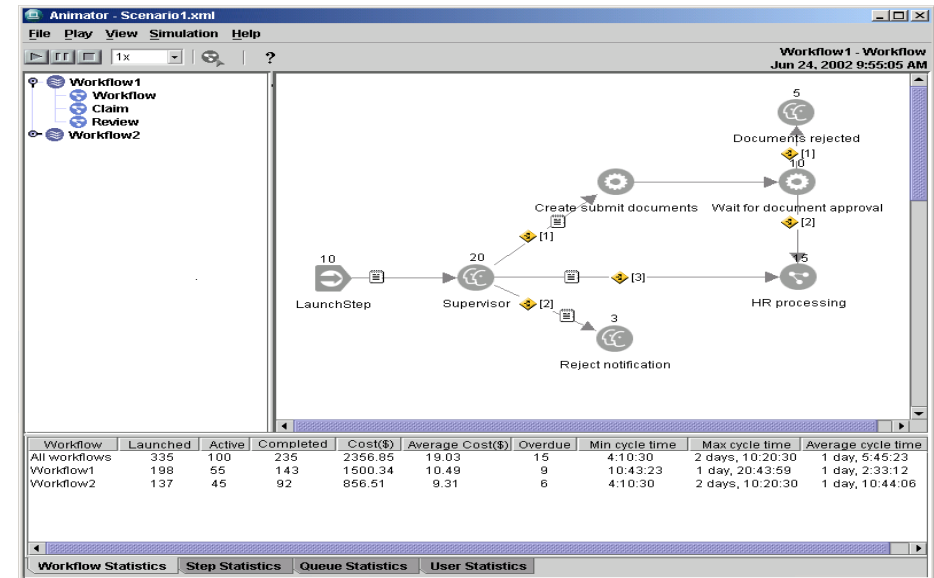 Animator - Scenario1.xml
File Play View Simulation Help
1x ?
Workflow1 - Workflow
Jun 24, 2002 9:55:05 AM
Workflow1
Workflow
Claim
Review
Workflow2
5
Documents rejected
[1]
10
Create submit documents
Wait for document approval
[1]
[2]
10
20
15
[3]
LaunchStep
Supervisor
[2]
HR processing
3
Reject notification
Workflow Launched Active Completed Cost($) Average Cost($) Overdue Min cycle time Max cycle time Average cycle time
All workflows 335 100 235 2356.85 19.03 15 4:10:30 2 days, 10:20:30 1 day, 5:45:23
Workflow1 198 55 143 1500.34 10.49 9 10:43:23 1 day, 20:43:59 1 day, 2:33:12
Workflow2 137 45 92 856.51 9.31 6 4:10:30 2 days, 10:20:30 1 day, 10:44:06
Workflow Statistics Step Statistics Queue Statistics User Statistics